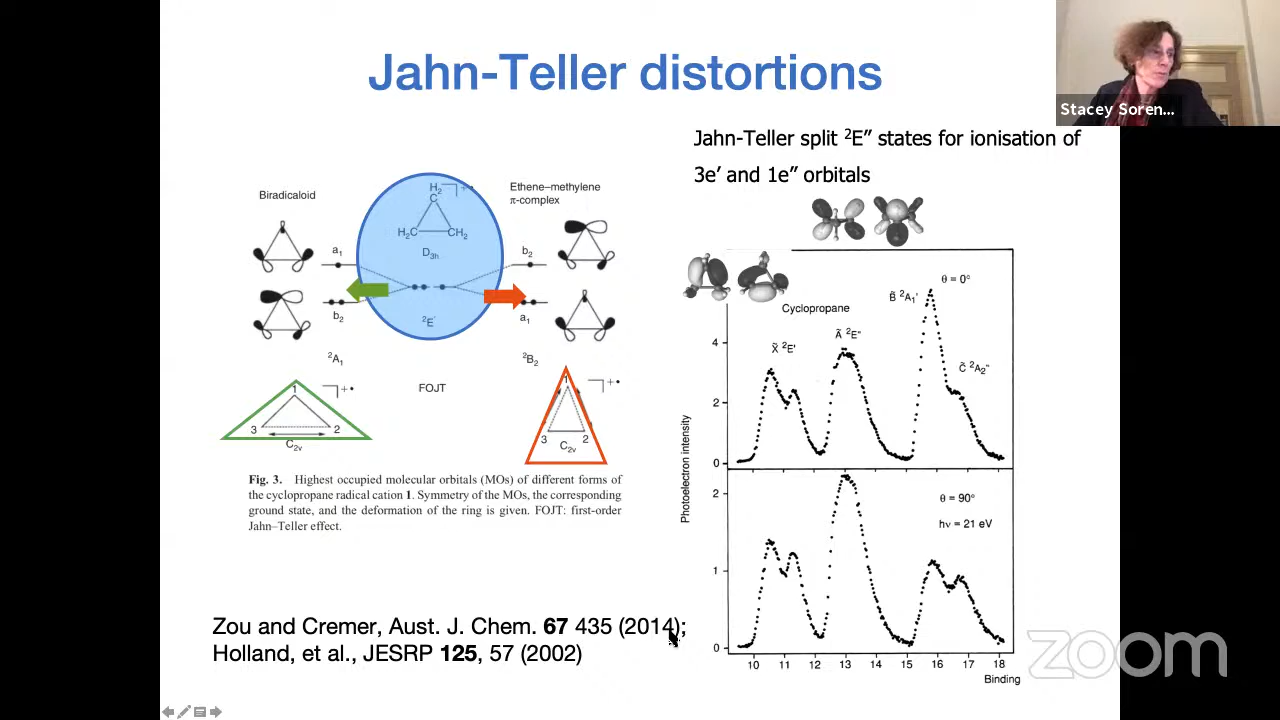 Jahn-Teller distortions
Stacey Soren...
Jahn-Teller split ²E” states for ionisation of
3e’ and 1e” orbitals
Biradicaloid
H₂
C
H₂C
CH₂
+•
D₃ₕ
²E'
Ethene–methylene
π-complex
a₁
b₂
b₂
a₁
²A₁
²B₂
FOJT
1
3
2
C₂ᵥ
+•
1
3
2
C₂ᵥ
+•
Fig. 3. Highest occupied molecular orbitals (MOs) of different forms of
the cyclopropane radical cation 1. Symmetry of the MOs, the corresponding
ground state, and the deformation of the ring is given. FOJT: first-order
Jahn–Teller effect.
Zou and Cremer, Aust. J. Chem. 67 435 (2014);
Holland, et al., JESRP 125, 57 (2002)
Cyclopropane
θ = 0°
X̃ ²E'
Ã ²E"
B̃ ²A₁'
C̃ ²A₂"
4
2
0
Photoelectron intensity
θ = 90°
hν = 21 eV
2
1
0
10 11 12 13 14 15 16 17 18
Binding
zoom